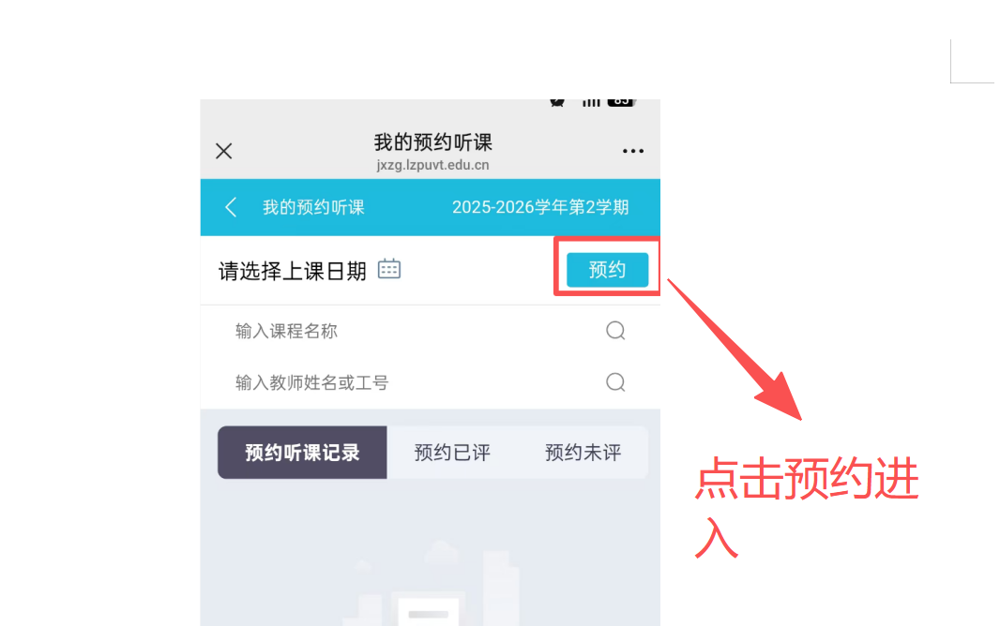 我的预约听课
jxzg.lzpuvt.edu.cn
我的预约听课 2025-2026学年第2学期
请选择上课日期 预约
输入课程名称
输入教师姓名或工号
预约听课记录 预约已评 预约未评
点击预约进
入